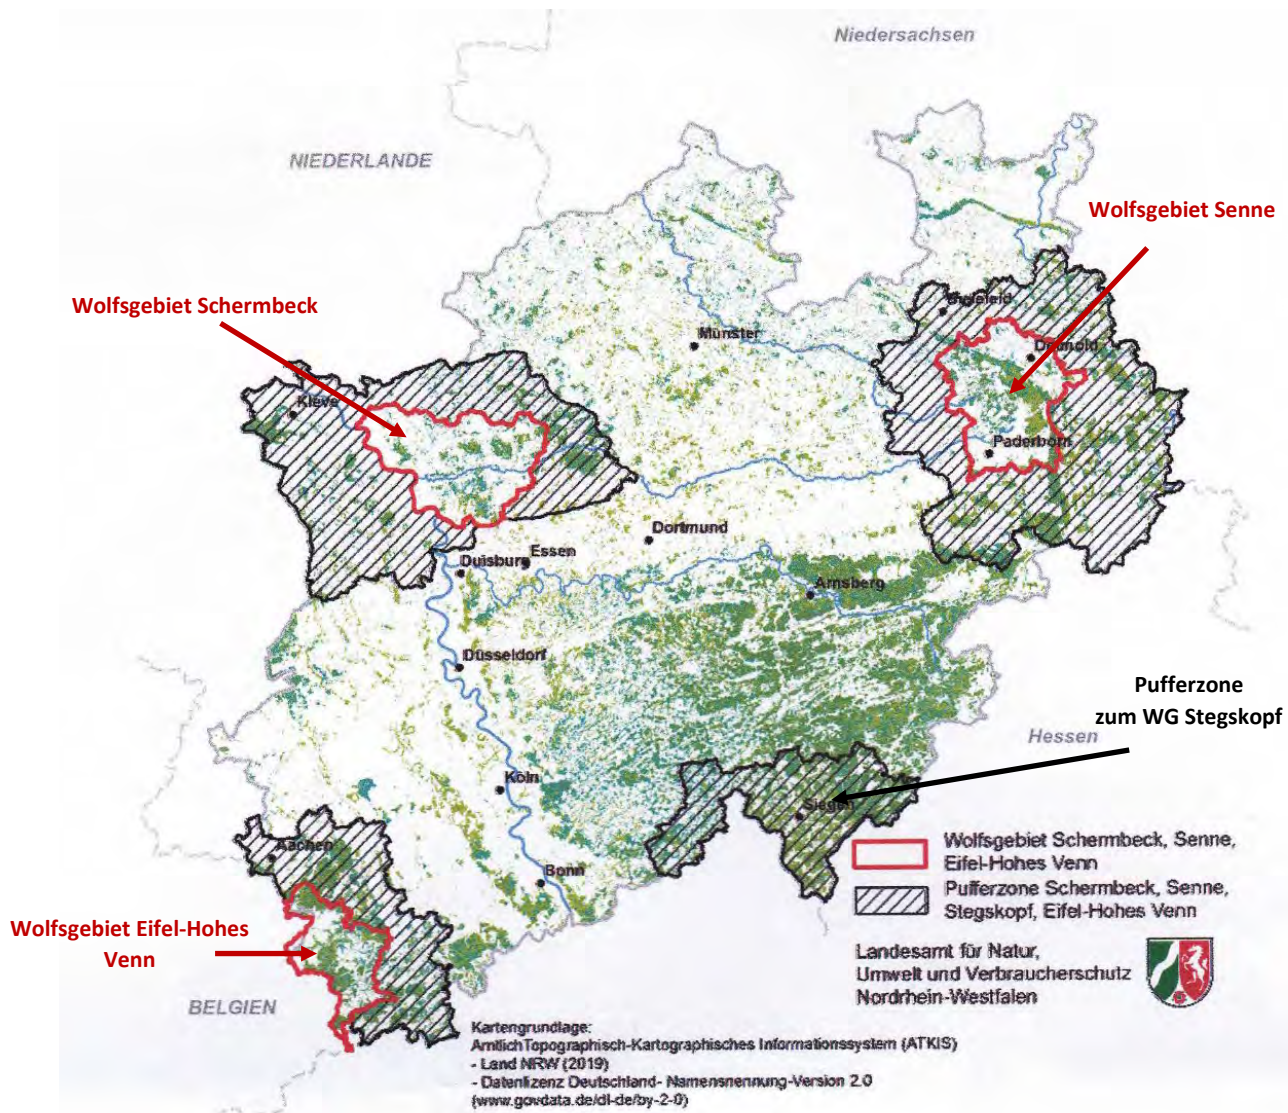 Niedersachsen
NIEDERLANDE
Wolfsgebiet Senne
Wolfsgebiet Schermbeck
Bielefeld
Münster
Detmold
Kleve
Paderborn
Dortmund
Essen
Duisburg
Arnsberg
Düsseldorf
Pufferzone
zum WG Stegskopf
Hessen
Köln
Siegen
Aachen
Bonn
Wolfsgebiet Schermbeck, Senne,
Eifel-Hohes Venn
Pufferzone Schermbeck, Senne,
Stegskopf, Eifel-Hohes Venn
Wolfsgebiet Eifel-Hohes
Venn
Landesamt für Natur,
Umwelt und Verbraucherschutz
Nordrhein-Westfalen
BELGIEN
Kartengrundlage:
AmtlichTopographisch-Kartographisches Informationssystem (ATKIS)
- Land NRW (2019)
- Datenlizenz Deutschland- Namensnennung-Version 2.0
(www.govdata.de/dl-de/by-2-0)